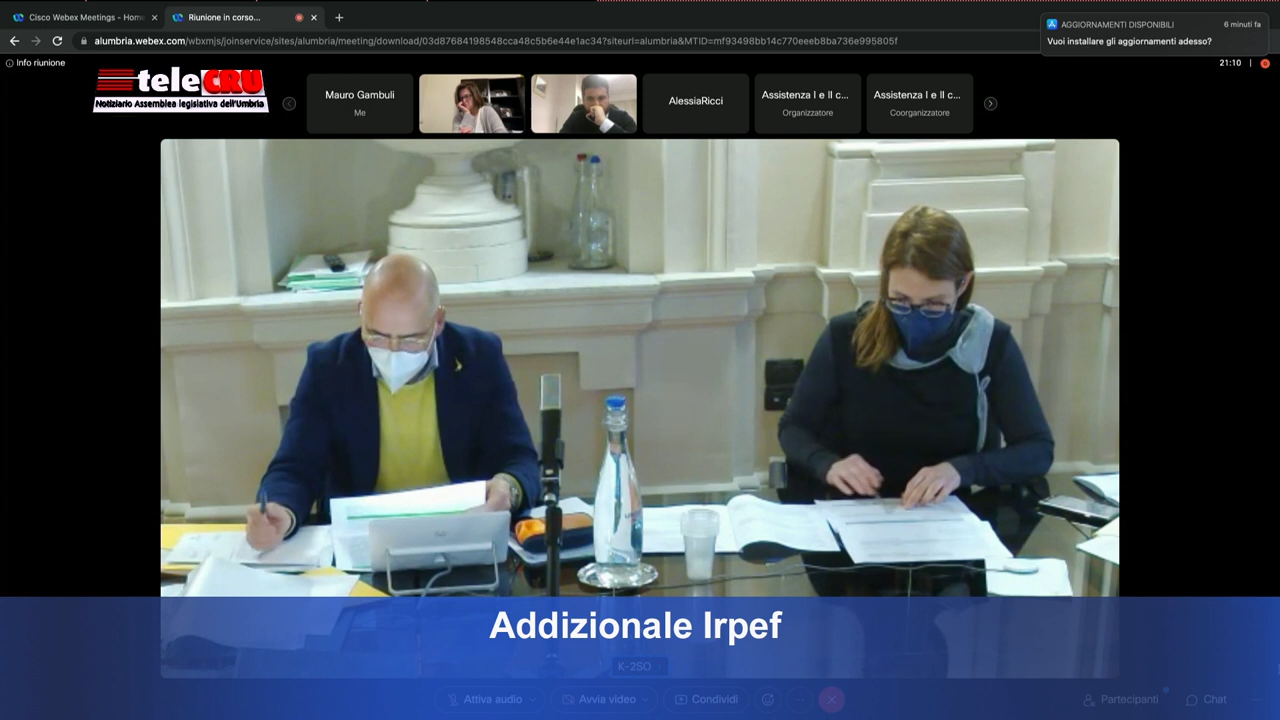 Cisco Webex Meetings - Home
Riunione in corso...
alumbria.webex.com/wbxmjs/joinservice/sites/alumbria/meeting/download/03d87684198548cca48c5b6e44e1ac34?siteurl=alumbria&MTID=mf93498bb14c770eeeb8ba736e995805f
AGGIORNAMENTI DISPONIBILI
6 minuti fa
Vuoi installare gli aggiornamenti adesso?
Info riunione
21:10
teleCRU
Notiziario Assemblea legislativa dell'Umbria
Mauro Gambuli
Me
AlessiaRicci
Assistenza I e II c...
Organizzatore
Assistenza I e II c...
Coorganizzatore
Addizionale Irpef
K-2SO
Attiva audio
Avvia video
Condividi
Partecipanti
Chat